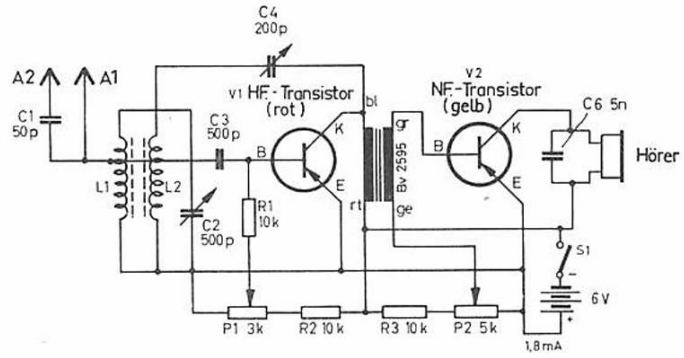 C4
200p
V2
A2
A1
V1 HF-Transistor
(rot)
NF-Transistor
(gelb)
C6 5n
bl
gr
C1
50p
C3
500p
K
K
Hörer
B
B
Bv 2595
L1
L2
E
E
R1
10k
C2
500p
rt
ge
S1
-
6V
+
P1 3k
R2 10k
R3 10k
P2 5k
1,8mA